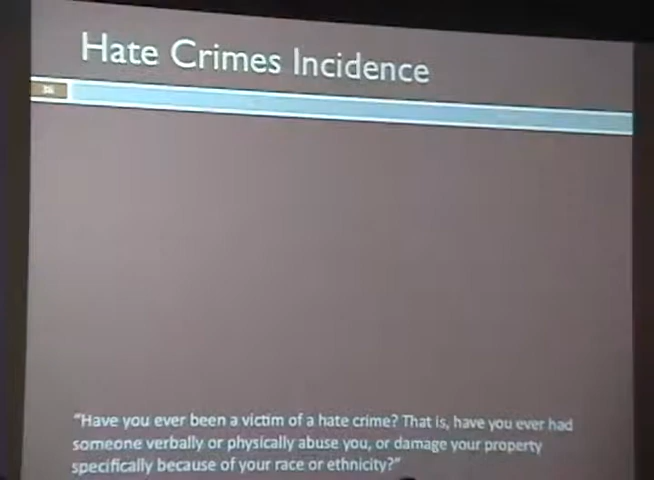 Hate Crimes Incidence
"Have you ever been a victim of a hate crime? That is, have you ever had
someone verbally or physically abuse you, or damage your property
specifically because of your race or ethnicity?"